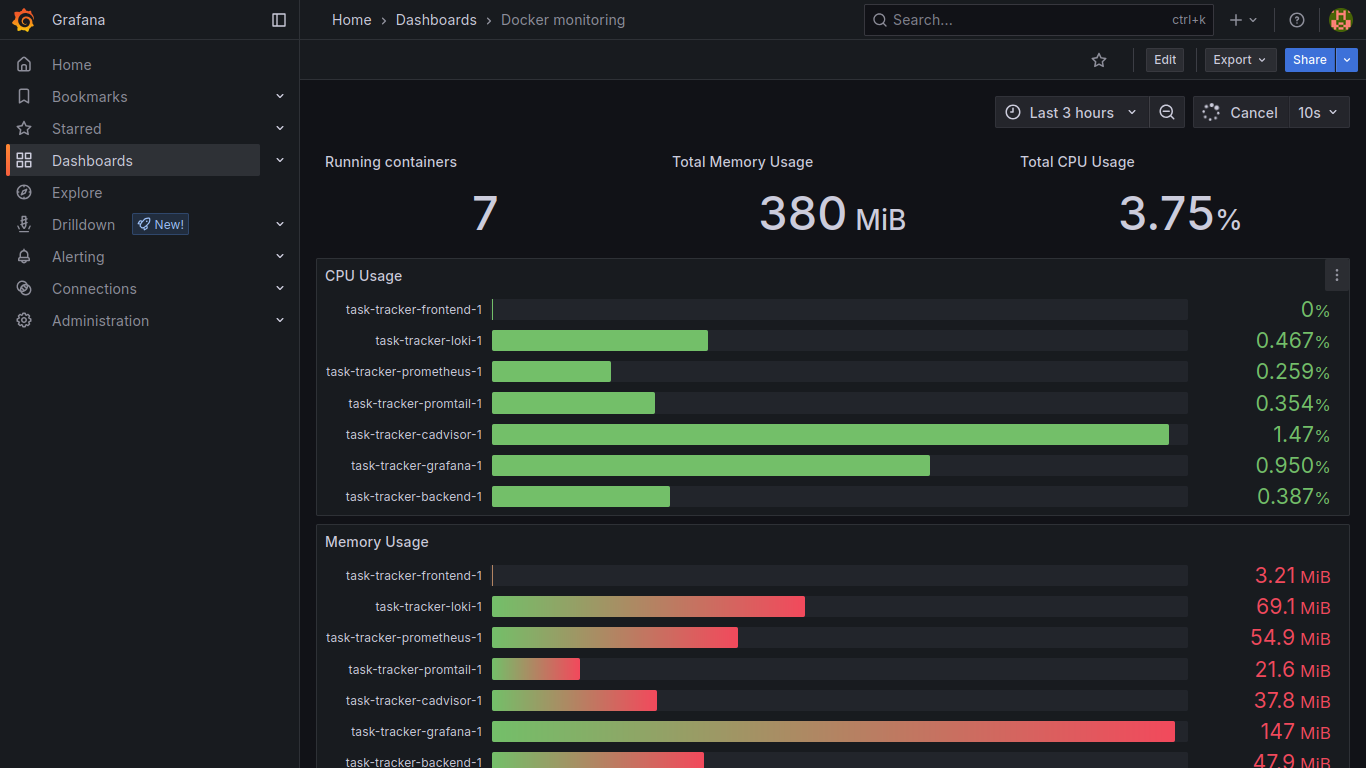 Grafana
Home › Dashboards › Docker monitoring
Search... ctrl+k
Home
Bookmarks
Starred
Dashboards
Explore
Drilldown New!
Alerting
Connections
Administration
Edit Export Share
Last 3 hours Cancel 10s
Running containers Total Memory Usage Total CPU Usage
7 380 MiB 3.75%
CPU Usage
task-tracker-frontend-1 0%
task-tracker-loki-1 0.467%
task-tracker-prometheus-1 0.259%
task-tracker-promtail-1 0.354%
task-tracker-cadvisor-1 1.47%
task-tracker-grafana-1 0.950%
task-tracker-backend-1 0.387%
Memory Usage
task-tracker-frontend-1 3.21 MiB
task-tracker-loki-1 69.1 MiB
task-tracker-prometheus-1 54.9 MiB
task-tracker-promtail-1 21.6 MiB
task-tracker-cadvisor-1 37.8 MiB
task-tracker-grafana-1 147 MiB
task-tracker-backend-1 47.9 MiB